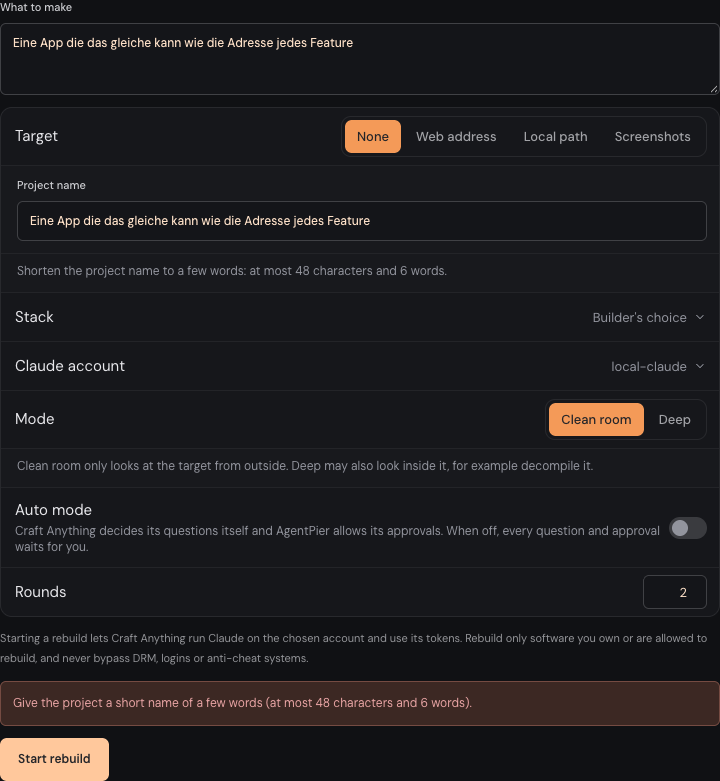 What to make
Eine App die das gleiche kann wie die Adresse jedes Feature
Target
None
Web address
Local path
Screenshots
Project name
Eine App die das gleiche kann wie die Adresse jedes Feature
Shorten the project name to a few words: at most 48 characters and 6 words.
Stack
Builder's choice
Claude account
local-claude
Mode
Clean room
Deep
Clean room only looks at the target from outside. Deep may also look inside it, for example decompile it.
Auto mode
Craft Anything decides its questions itself and AgentPier allows its approvals. When off, every question and approval
waits for you.
Rounds
2
Starting a rebuild lets Craft Anything run Claude on the chosen account and use its tokens. Rebuild only software you own or are allowed to
rebuild, and never bypass DRM, logins or anti-cheat systems.
Give the project a short name of a few words (at most 48 characters and 6 words).
Start rebuild